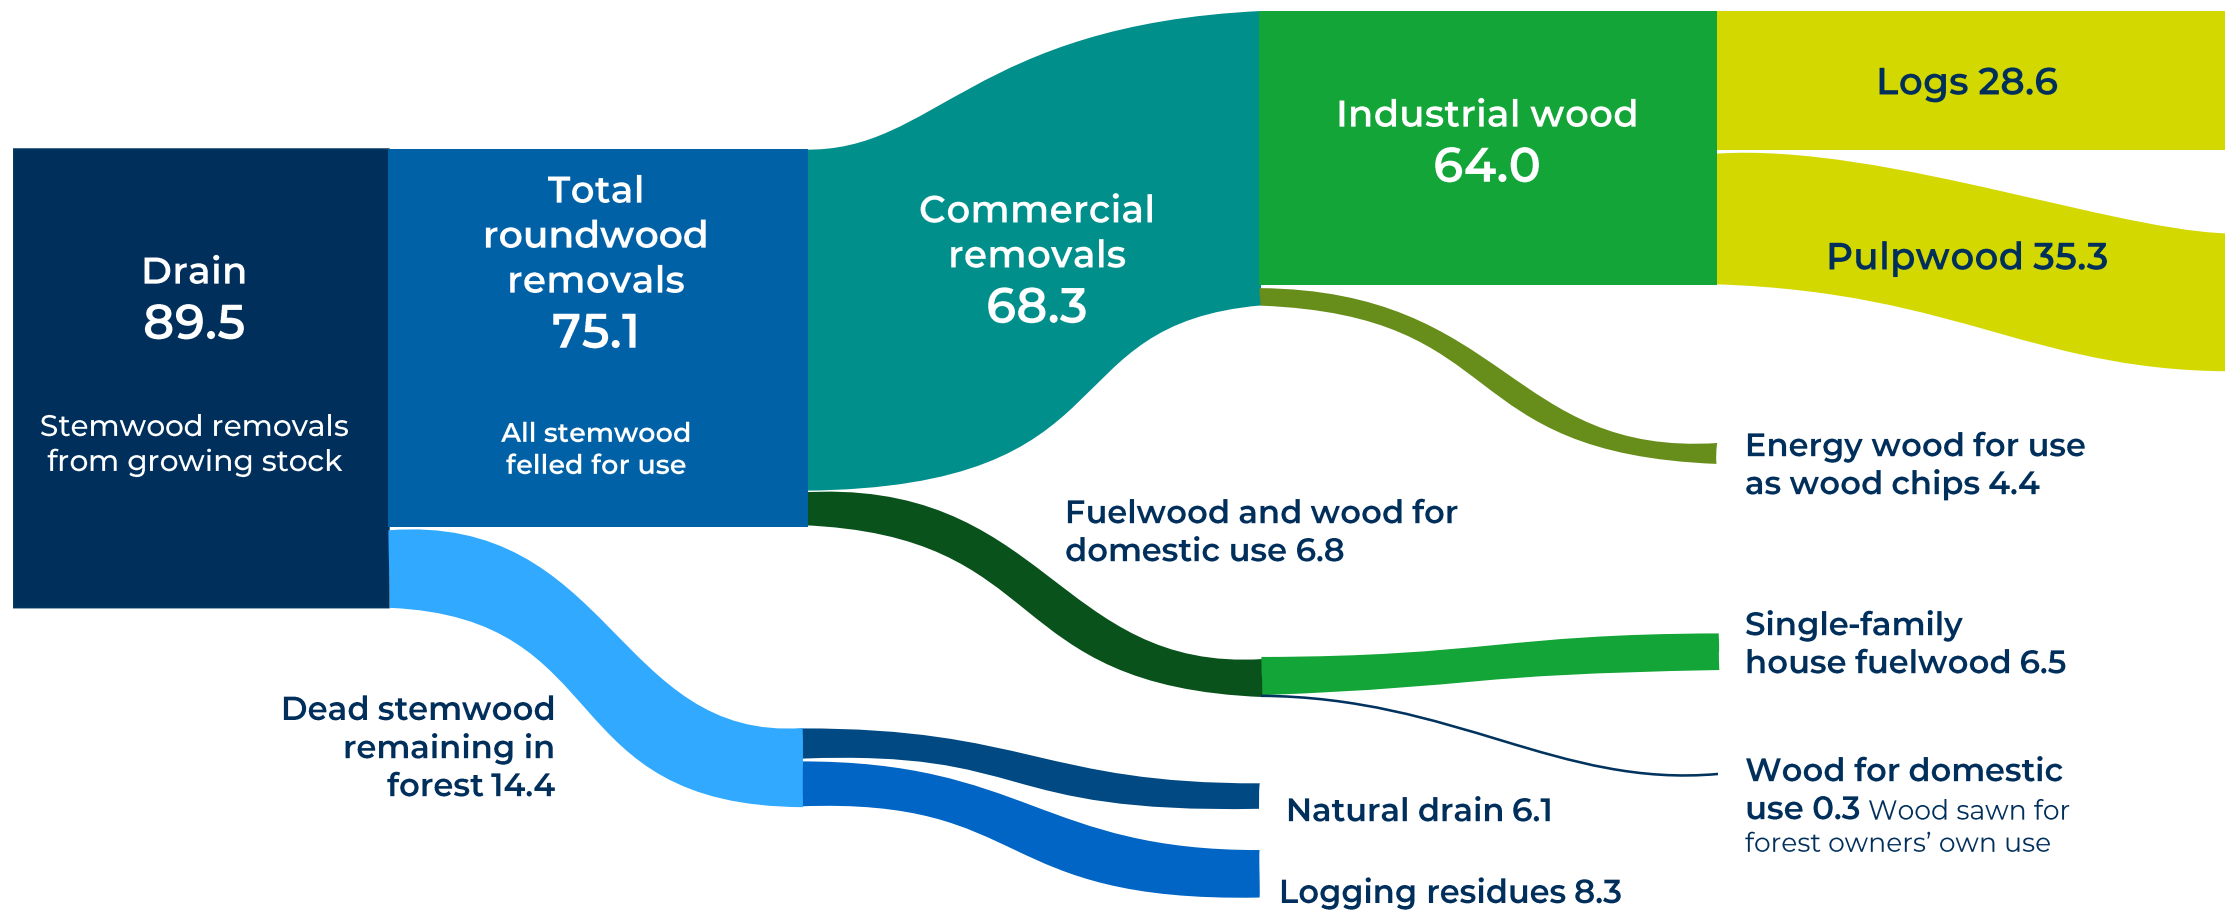 Drain
89.5
Stemwood removals
from growing stock
Total
roundwood
removals
75.1
All stemwood
felled for use
Commercial
removals
68.3
Industrial wood
64.0
Logs 28.6
Pulpwood 35.3
Energy wood for use
as wood chips 4.4
Fuelwood and wood for
domestic use 6.8
Single-family
house fuelwood 6.5
Wood for domestic
use 0.3 Wood sawn for
forest owners’ own use
Dead stemwood
remaining in
forest 14.4
Natural drain 6.1
Logging residues 8.3